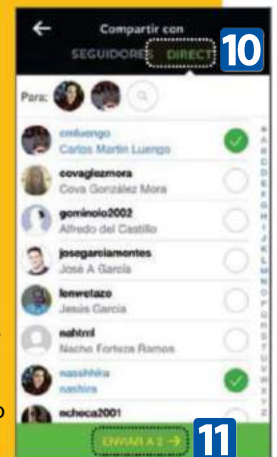 Compartir con
SEGUIDORES DIRECT 10
Para:
cmluengo
Carlos Martin Luengo
covaglezmora
Cova González Mora
gominolo2002
Alfredo del Castillo
josegarciamontes
José A García
lenwetazo
Jesús García
nahtml
Nacho Forteza Ramos
nasshhira
nashira
ncheca2001
o
ENVIAR A 2 → 11